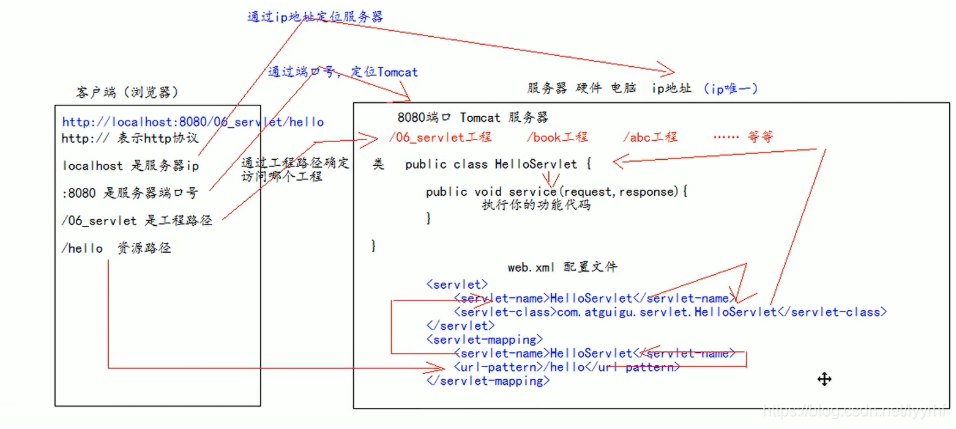 通过ip地址定位服务器
通过端口号，定位Tomcat
客户端（浏览器）
服务器 硬件 电脑 ip地址 （ip唯一）
http://localhost:8080/06_servlet/hello
http:// 表示http协议
localhost 是服务器ip
:8080 是服务器端口号
/06_servlet 是工程路径
/hello 资源路径
通过工程路径确定
访问哪个工程
8080端口 Tomcat 服务器
/06_servlet工程 /book工程 /abc工程 …… 等等
类 public class HelloServlet {
public void service(request,response){
执行你的功能代码
}
}
web.xml 配置文件
<servlet>
<servlet-name>HelloServlet</servlet-name>
<servlet-class>com.atguigu.servlet.HelloServlet</servlet-class>
</servlet>
<servlet-mapping>
<servlet-name>HelloServlet</servlet-name>
<url-pattern>/hello</url-pattern>
</servlet-mapping>